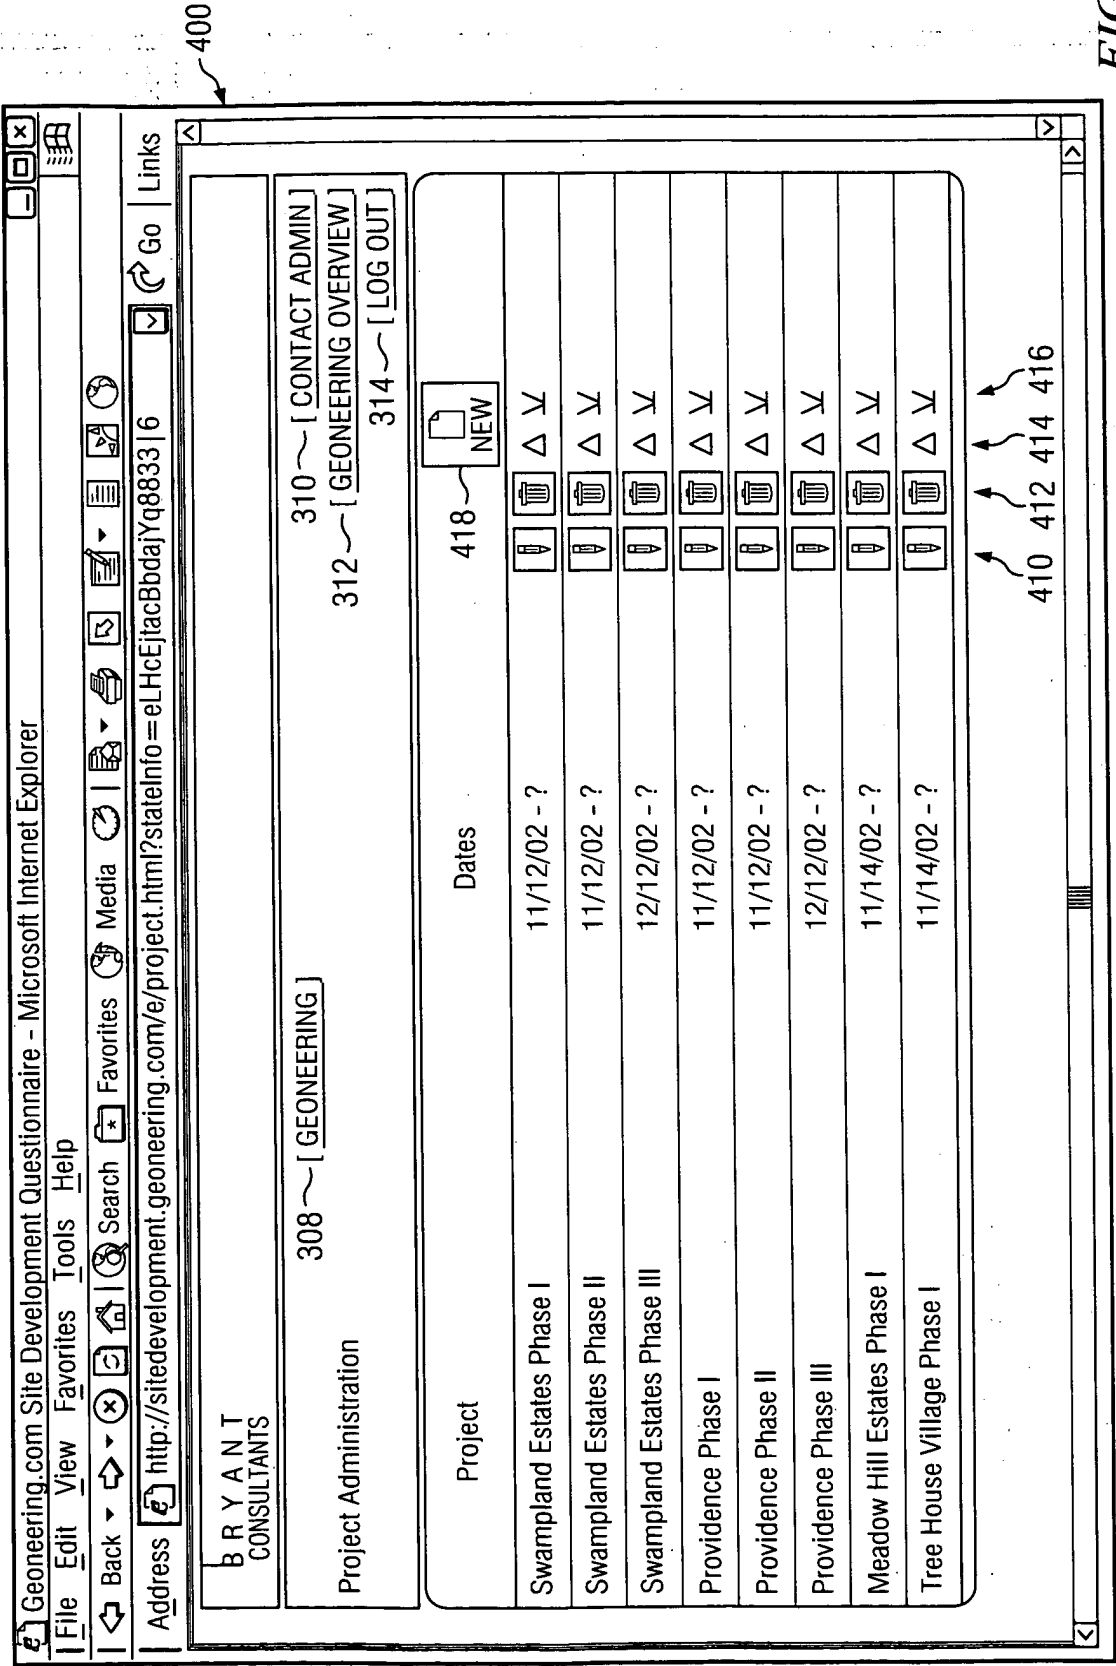 Geoneering.com Site Development Questionnaire – Microsoft Internet Explorer
File Edit View Favorites Tools Help
Back Search Favorites Media
Address http://sitedevelopment.geoneering.com/e/project.html?stateInfo=eLHcEjtacBbdajYq8833|6 Go Links
400
BRYANT
CONSULTANTS
308 [GEONEERING] 310 [CONTACT ADMIN]
Project Administration 312 [GEONEERING OVERVIEW]
314 [LOG OUT]
Project Dates 418 NEW
Swampland Estates Phase I 11/12/02 - ?
Swampland Estates Phase II 11/12/02 - ?
Swampland Estates Phase III 12/12/02 - ?
Providence Phase I 11/12/02 - ?
Providence Phase II 11/12/02 - ?
Providence Phase III 12/12/02 - ?
Meadow Hill Estates Phase I 11/14/02 - ?
Tree House Village Phase I 11/14/02 - ?
410 412 414 416